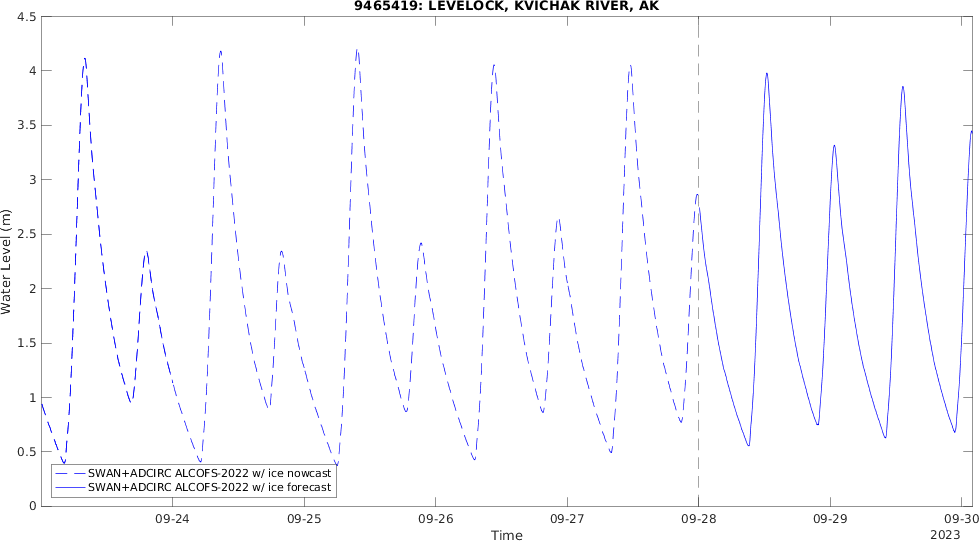 9465419: LEVELOCK, KVICHAK RIVER, AK
4.5
4
3.5
3
2.5
2
1.5
1
0.5
0
Water Level (m)
SWAN+ADCIRC ALCOFS-2022 w/ ice nowcast
SWAN+ADCIRC ALCOFS-2022 w/ ice forecast
09-24 09-25 09-26 09-27 09-28 09-29 09-30
Time
2023